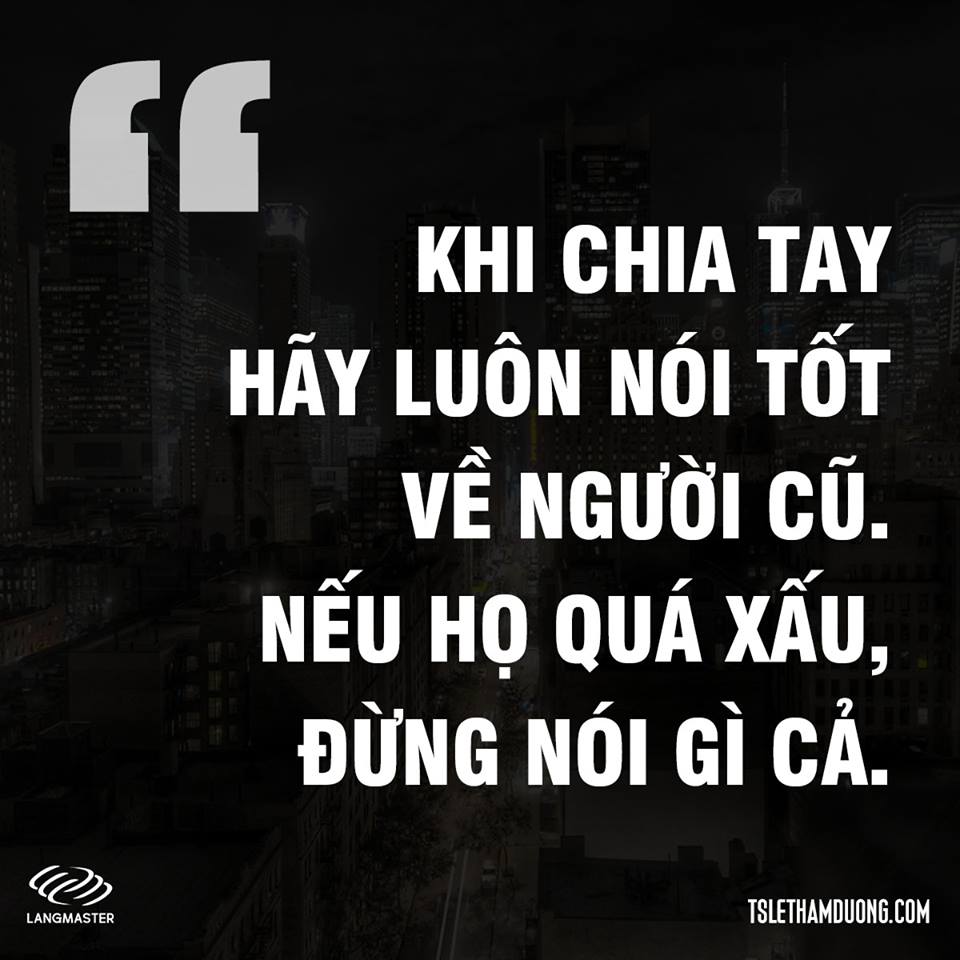 KHI CHIA TAY
HÃY LUÔN NÓI TỐT
VỀ NGƯỜI CŨ.
NẾU HỌ QUÁ XẤU,
ĐỪNG NÓI GÌ CẢ.
LANGMASTER
TSLETHAMDUONG.COM